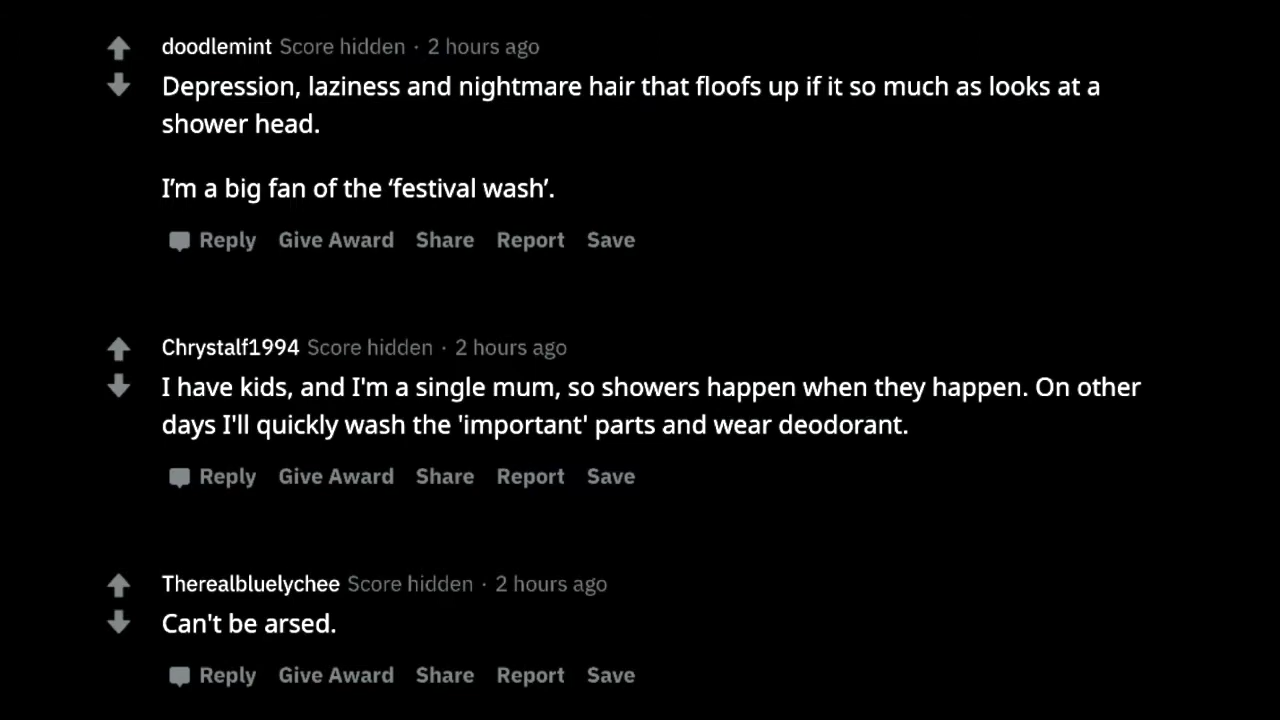 doodlemint Score hidden · 2 hours ago
Depression, laziness and nightmare hair that floofs up if it so much as looks at a
shower head.
I’m a big fan of the ‘festival wash’.
Reply Give Award Share Report Save
Chrystalf1994 Score hidden · 2 hours ago
I have kids, and I'm a single mum, so showers happen when they happen. On other
days I'll quickly wash the 'important' parts and wear deodorant.
Reply Give Award Share Report Save
Therealbluelychee Score hidden · 2 hours ago
Can't be arsed.
Reply Give Award Share Report Save